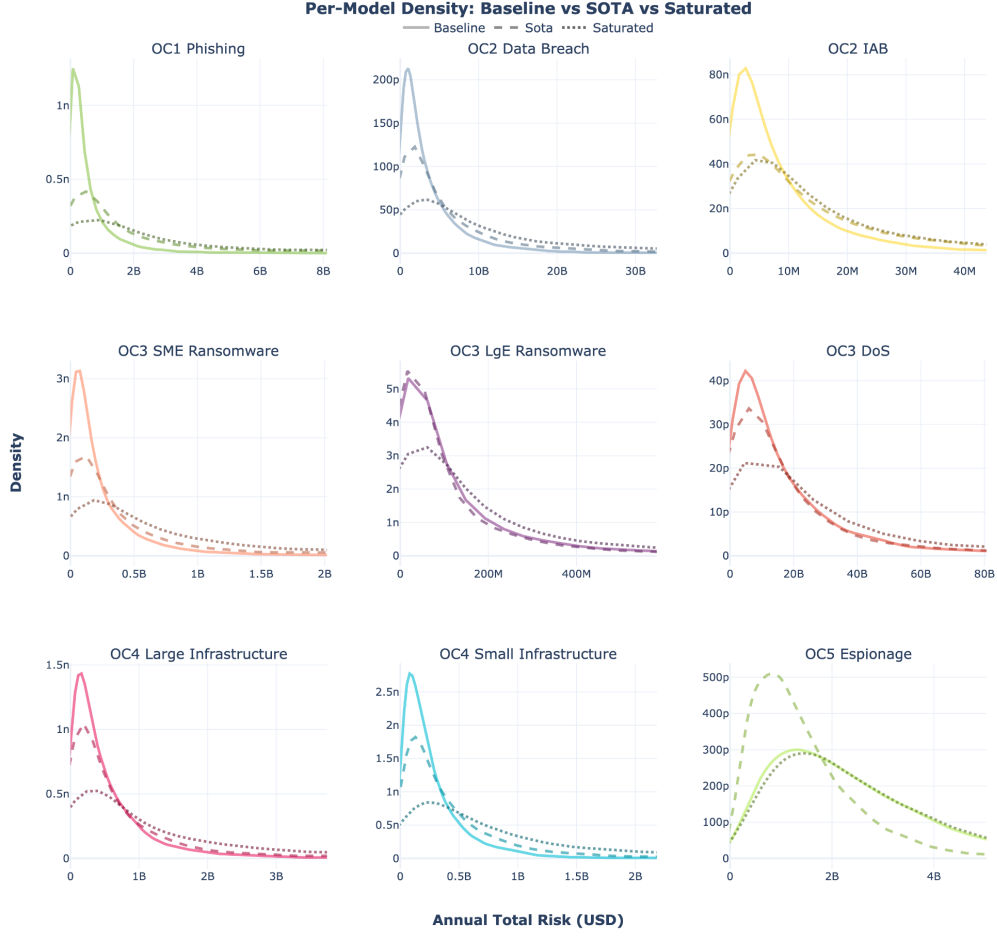 Per-Model Density: Baseline vs SOTA vs Saturated
Baseline Sota Saturated
OC1 Phishing OC2 Data Breach OC2 IAB
1n
0.5n
0
0 2B 4B 6B 8B
200p
150p
100p
50p
0
0 10B 20B 30B
80n
60n
40n
20n
0
0 10M 20M 30M 40M
OC3 SME Ransomware OC3 LgE Ransomware OC3 DoS
3n
2n
1n
0
0 0.5B 1B 1.5B 2B
5n
4n
3n
2n
1n
0
0 200M 400M
40p
30p
20p
10p
0
0 20B 40B 60B 80B
Density
OC4 Large Infrastructure OC4 Small Infrastructure OC5 Espionage
1.5n
1n
0.5n
0
0 1B 2B 3B
2.5n
2n
1.5n
1n
0.5n
0
0 0.5B 1B 1.5B 2B
500p
400p
300p
200p
100p
0
0 2B 4B
Annual Total Risk (USD)